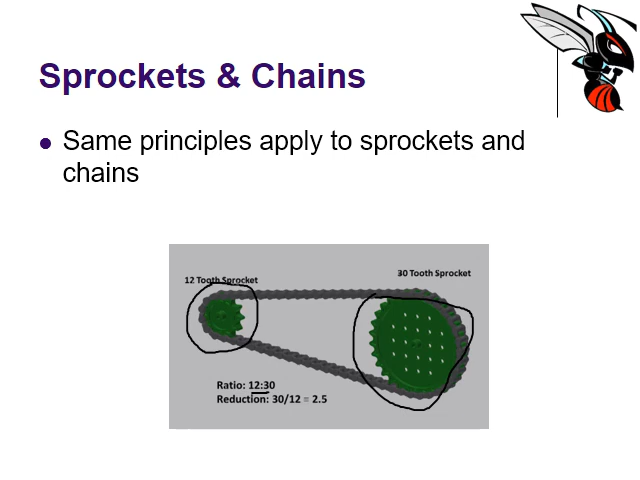 Sprockets & Chains
Same principles apply to sprockets and
chains
12 Tooth Sprocket
30 Tooth Sprocket
Ratio: 12:30
Reduction: 30/12 = 2.5